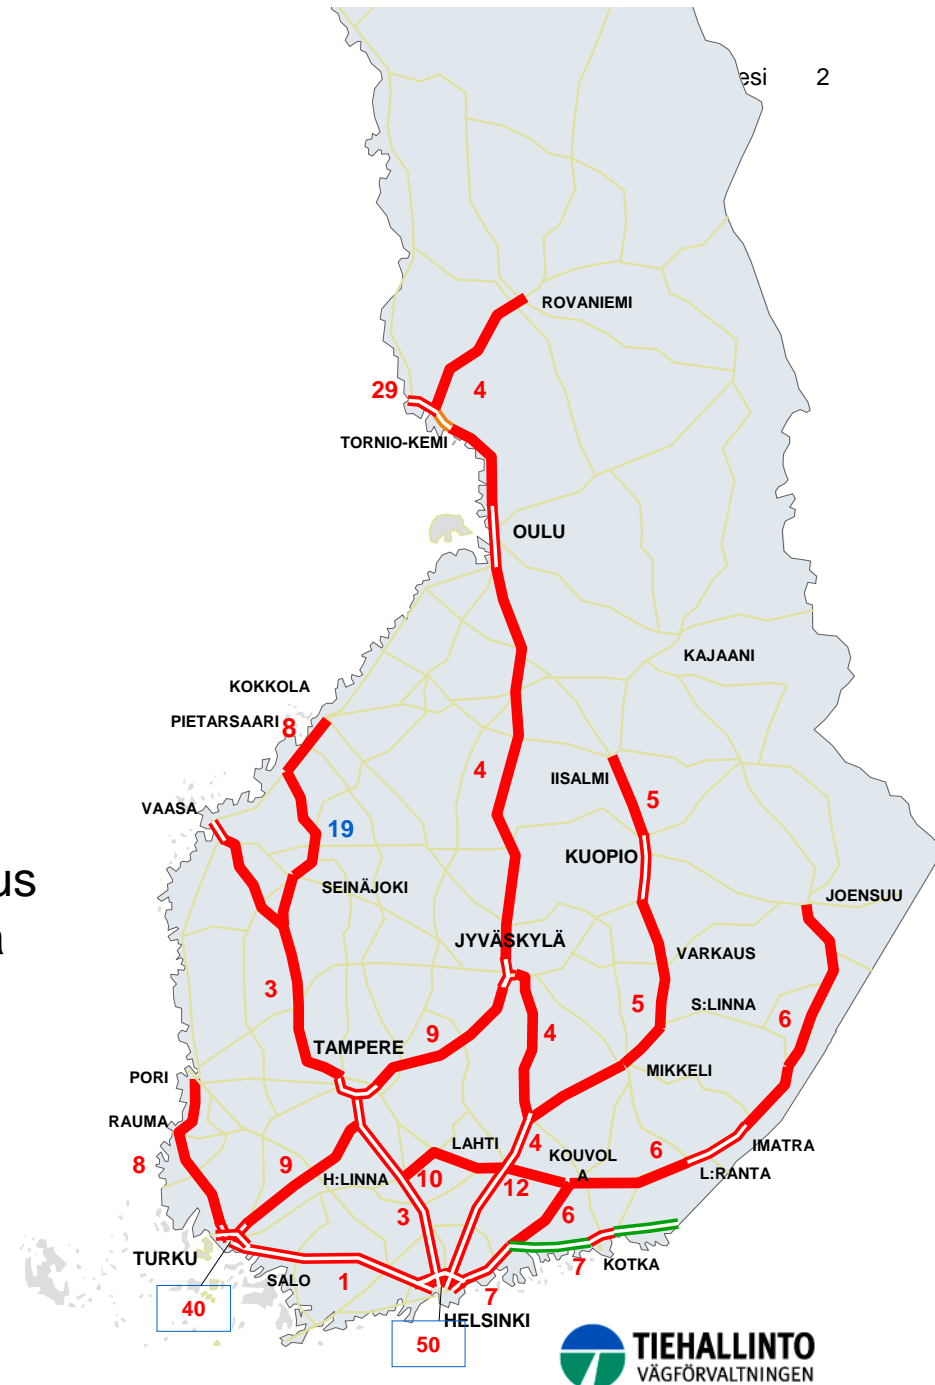 esi 2
ROVANIEMI
29
4
TORNIO-KEMI
OULU
KAJAANI
KOKKOLA
PIETARSAARI
8
4
IISALMI
5
VAASA
19
KUOPIO
us
SEINÄJOKI
JOENSUU
JYVÄSKYLÄ
VARKAUS
3
S:LINNA
5
6
9
4
TAMPERE
MIKKELI
PORI
RAUMA
LAHTI
4
KOUVOL
A
6
IMATRA
8
9
H:LINNA
10
12
L:RANTA
3
6
TURKU
SALO
1
7
7
KOTKA
40
HELSINKI
50
TIEHALLINTO
VÄGFÖRVALTNINGEN